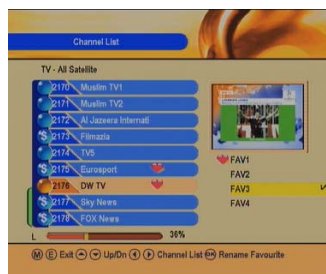 Channel List
TV - All Satellite
2170 Muslim TV1
2171 Muslim TV2
2172 Al Jazeera Internati
$ 2173 Filmazia
2174 TV5
$ 2175 Eurosport
2176 DW TV
$ 2177 Sky News
$ 2178 FOX News
FAV1
FAV2
FAV3
FAV4
L 36%
M E Exit Up/Dn Channel List OK Rename Favourite